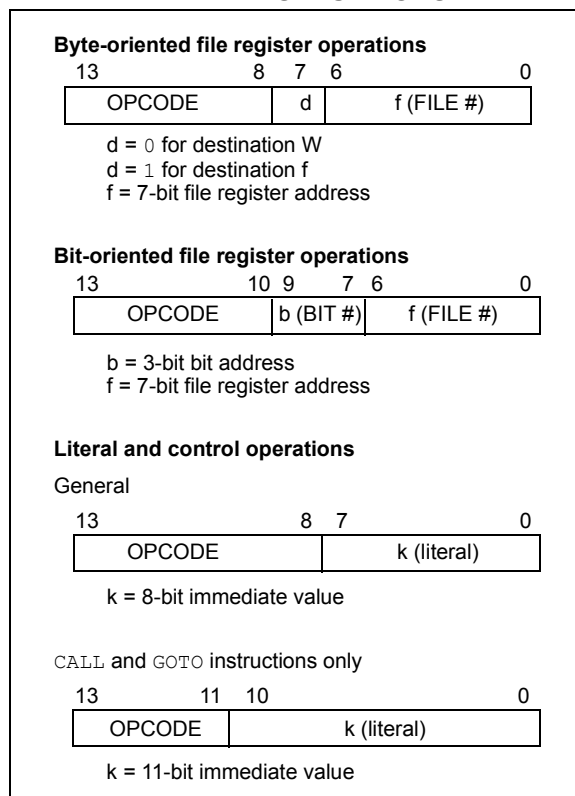 Byte-oriented file register operations
13 8 7 6 0
OPCODE d f (FILE #)
d = 0 for destination W
d = 1 for destination f
f = 7-bit file register address
Bit-oriented file register operations
13 10 9 7 6 0
OPCODE b (BIT #) f (FILE #)
b = 3-bit bit address
f = 7-bit file register address
Literal and control operations
General
13 8 7 0
OPCODE k (literal)
k = 8-bit immediate value
CALL and GOTO instructions only
13 11 10 0
OPCODE k (literal)
k = 11-bit immediate value